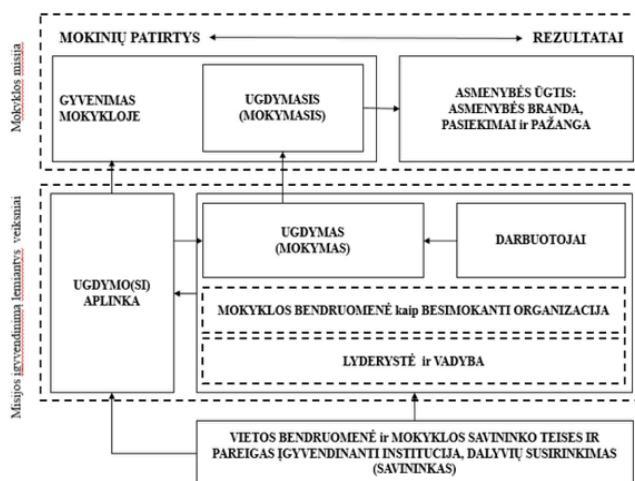 Mokyklos misija
MOKINIŲ PATIRTYS
REZULTATAI
GYVENIMAS
MOKYKLOJE
UGDYMASIS
(MOKYMASIS)
ASMENYBĖS ŪGTIS:
ASMENYBĖS BRANDA,
PASIEKIMAI ir PAŽANGA
Misijos įgyvendinimą lemiantys veiksniai
UGDYMO(SI)
APLINKA
UGDYMAS
(MOKYMAS)
DARBUOTOJAI
MOKYKLOS BENDRUOMENĖ kaip BESIMOKANTI ORGANIZACIJA
LYDERYSTĖ ir VADYBA
VIETOS BENDRUOMENĖ ir MOKYKLOS SAVININKO TEISES IR
PAREIGAS ĮGYVENDINANTI INSTITUCIJA, DALYVIŲ SUSIRINKIMAS
(SAVININKAS)